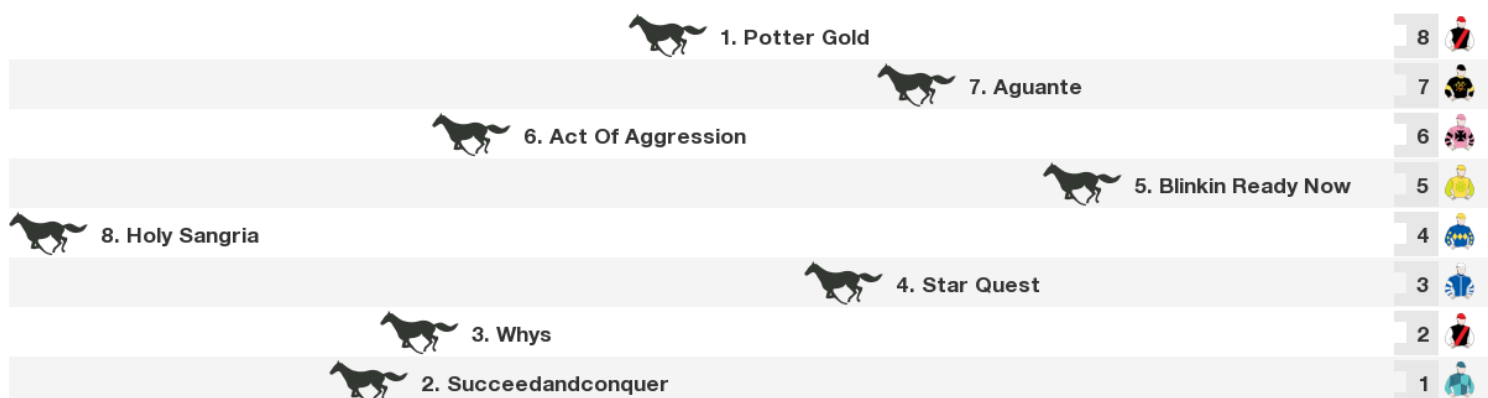 1. Potter Gold 8
7. Aguante 7
6. Act Of Aggression 6
5. Blinkin Ready Now 5
8. Holy Sangria 4
4. Star Quest 3
3. Whys 2
2. Succeedandconquer 1